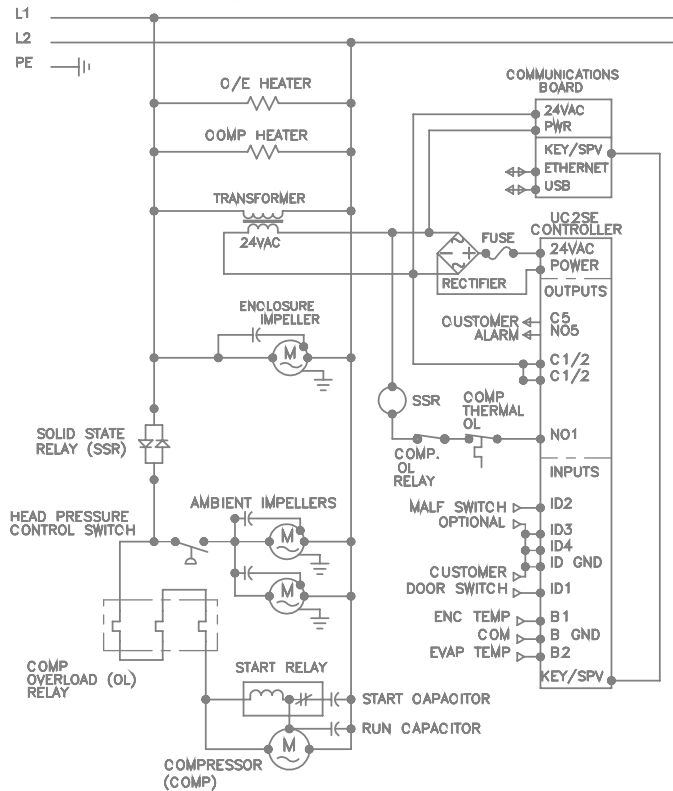 L1
L2
PE
C/E HEATER
COMP HEATER
TRANSFORMER
24VAC
ENCLOSURE
IMPELLER
M
SOLID STATE
RELAY (SSR)
HEAD PRESSURE
CONTROL SWITCH
AMBIENT IMPELLERS
M
M
COMP
OVERLOAD (OL)
RELAY
START RELAY
START CAPACITOR
RUN CAPACITOR
M
COMPRESSOR
(COMP)
COMMUNICATIONS
BOARD
24VAC
PWR
KEY/SPV
ETHERNET
USB
UC2SE
CONTROLLER
FUSE
RECTIFIER
24VAC
POWER
OUTPUTS
CUSTOMER
ALARM
C5
NO5
C1/2
C1/2
SSR
COMP
THERMAL
OL
COMP.
OL
RELAY
NO1
INPUTS
MALF SWITCH
OPTIONAL
ID2
ID3
ID4
ID GND
CUSTOMER
DOOR SWITCH
ID1
ENC TEMP
B1
COM
B GND
EVAP TEMP
B2
KEY/SPV